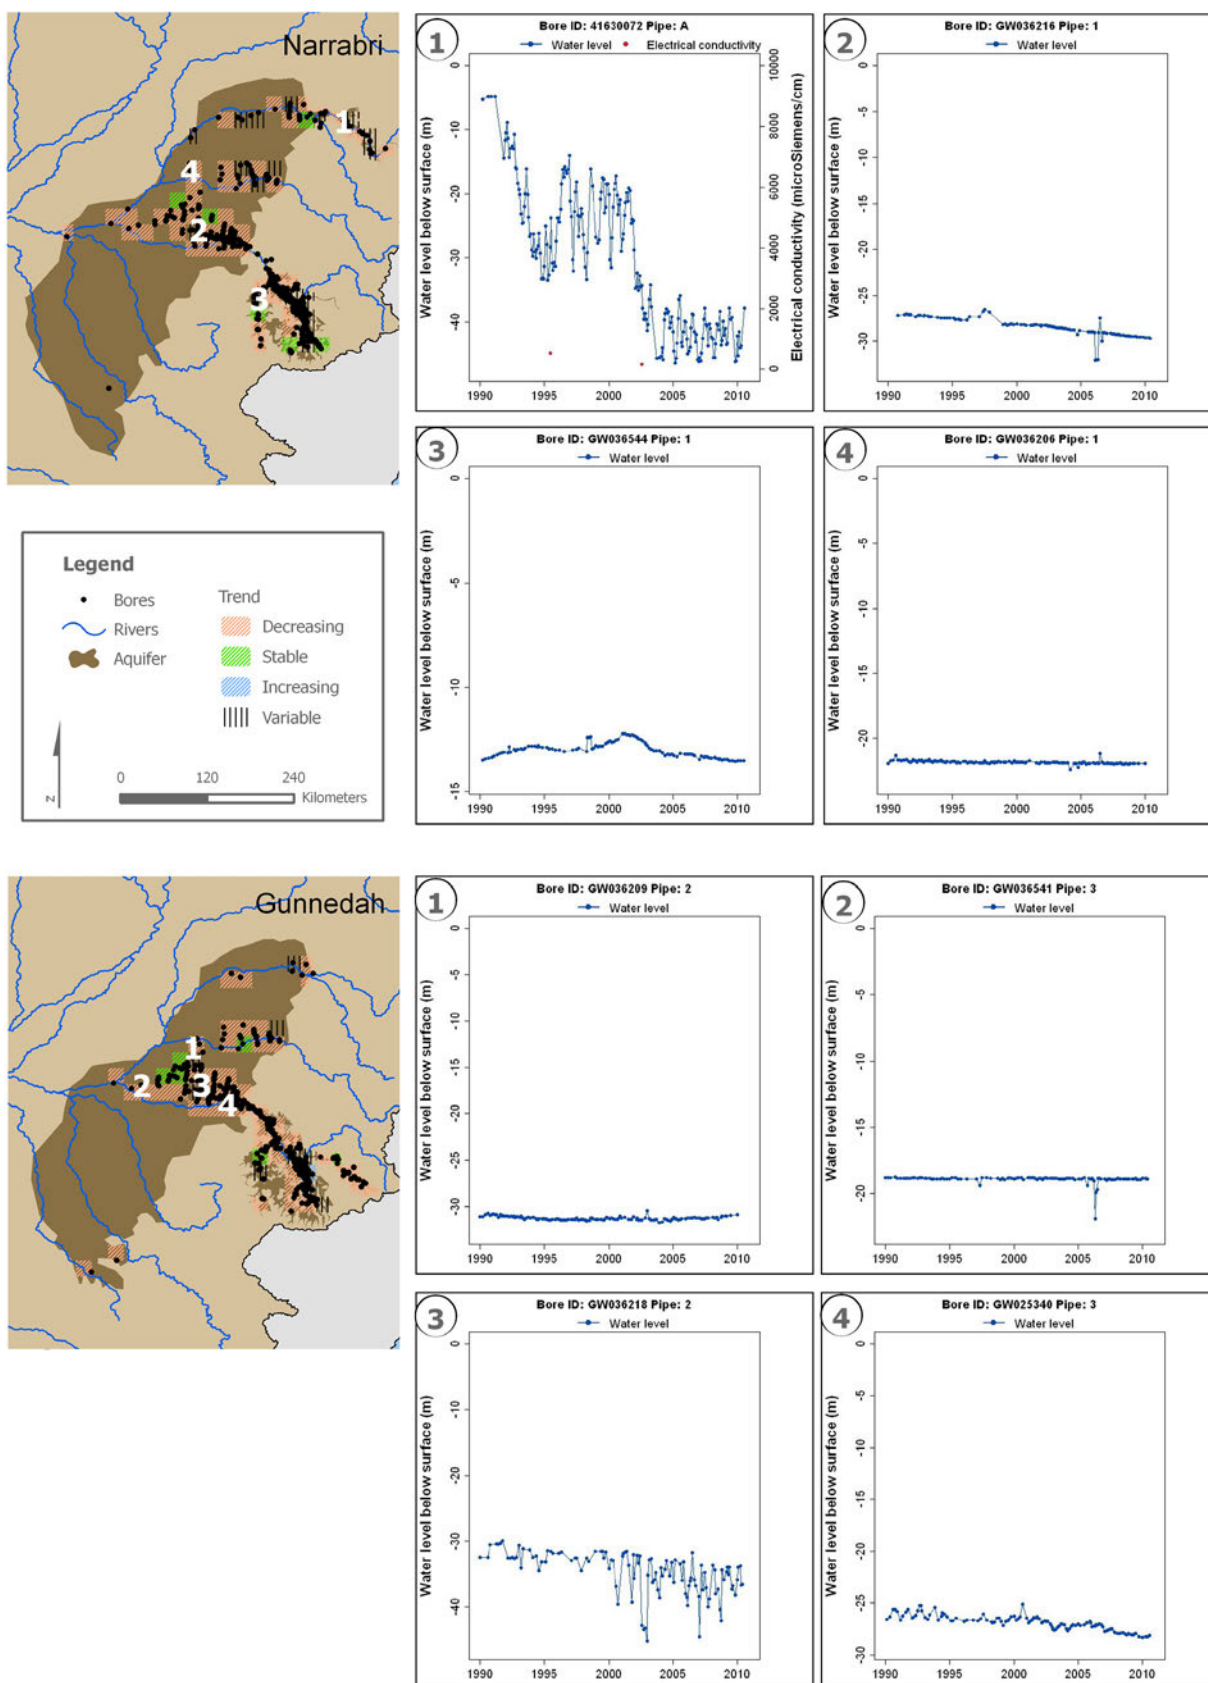 Narrabri
1
4
2
3
Legend
Bores
Rivers
Aquifer
Trend
Decreasing
Stable
Increasing
Variable
N
0 120 240
Kilometers
1
Bore ID: 41630072 Pipe: A
Water level Electrical conductivity
Water level below surface (m)
0
-10
-20
-30
-40
Electrical conductivity (microSiemens/cm)
10000
8000
6000
4000
2000
0
1990 1995 2000 2005 2010
2
Bore ID: GW036216 Pipe: 1
Water level
Water level below surface (m)
0
-5
-10
-15
-20
-25
-30
1990 1995 2000 2005 2010
3
Bore ID: GW036544 Pipe: 1
Water level
Water level below surface (m)
0
-5
-10
-15
1990 1995 2000 2005 2010
4
Bore ID: GW036206 Pipe: 1
Water level
Water level below surface (m)
0
-5
-10
-15
-20
1990 1995 2000 2005 2010
Gunnedah
1
2
3
4
1
Bore ID: GW036209 Pipe: 2
Water level
Water level below surface (m)
0
-5
-10
-15
-20
-25
-30
1990 1995 2000 2005 2010
2
Bore ID: GW036541 Pipe: 3
Water level
Water level below surface (m)
0
-5
-10
-15
-20
1990 1995 2000 2005 2010
3
Bore ID: GW036218 Pipe: 2
Water level
Water level below surface (m)
0
-10
-20
-30
-40
1990 1995 2000 2005 2010
4
Bore ID: GW025340 Pipe: 3
Water level
Water level below surface (m)
0
-5
-10
-15
-20
-25
-30
1990 1995 2000 2005 2010